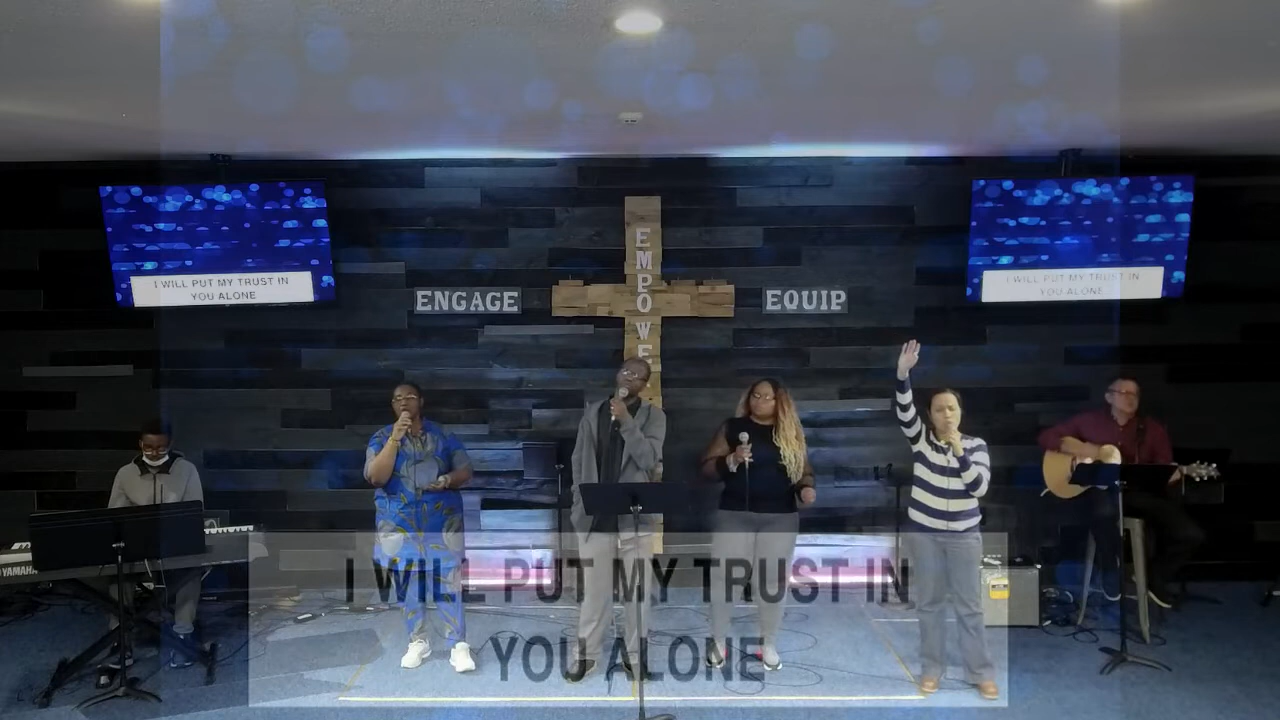 I WILL PUT MY TRUST IN
YOU ALONE
I WILL PUT MY TRUST IN
YOU ALONE
ENGAGE
EMPOWE
EQUIP
YAMAHA
I WILL PUT MY TRUST IN
YOU ALONE